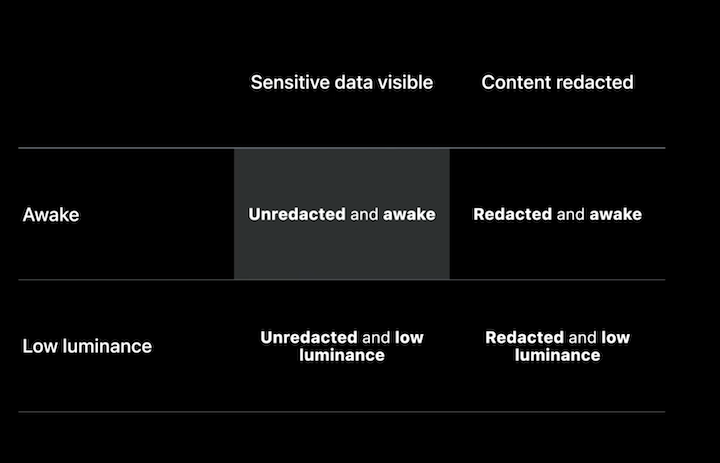 Sensitive data visible
Content redacted
Awake
Unredacted and awake
Redacted and awake
Low luminance
Unredacted and low
luminance
Redacted and low
luminance